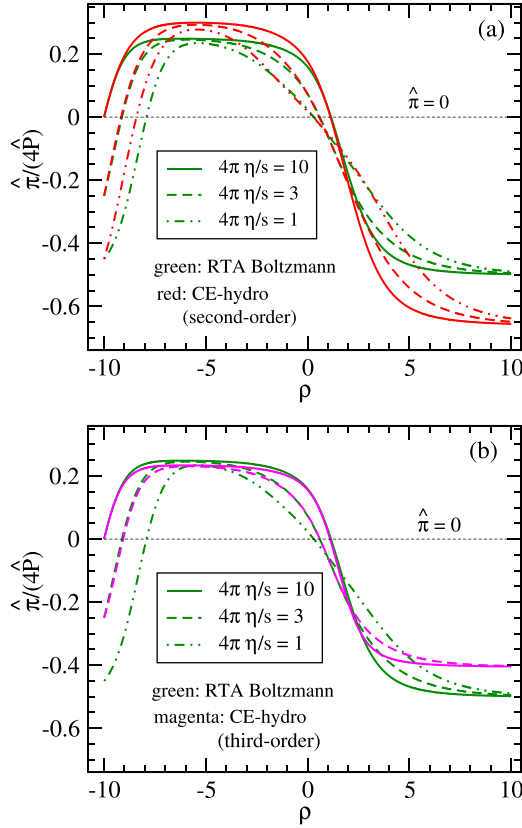 (a)
0.2
0
-0.2
-0.4
-0.6
π̂/(4P̂)
π̂ = 0
4π η/s = 10
4π η/s = 3
4π η/s = 1
green: RTA Boltzmann
red: CE-hydro
(second-order)
-10 -5 0 5 10
ρ
(b)
0.2
0
-0.2
-0.4
-0.6
π̂/(4P̂)
π̂ = 0
4π η/s = 10
4π η/s = 3
4π η/s = 1
green: RTA Boltzmann
magenta: CE-hydro
(third-order)
-10 -5 0 5 10
ρ